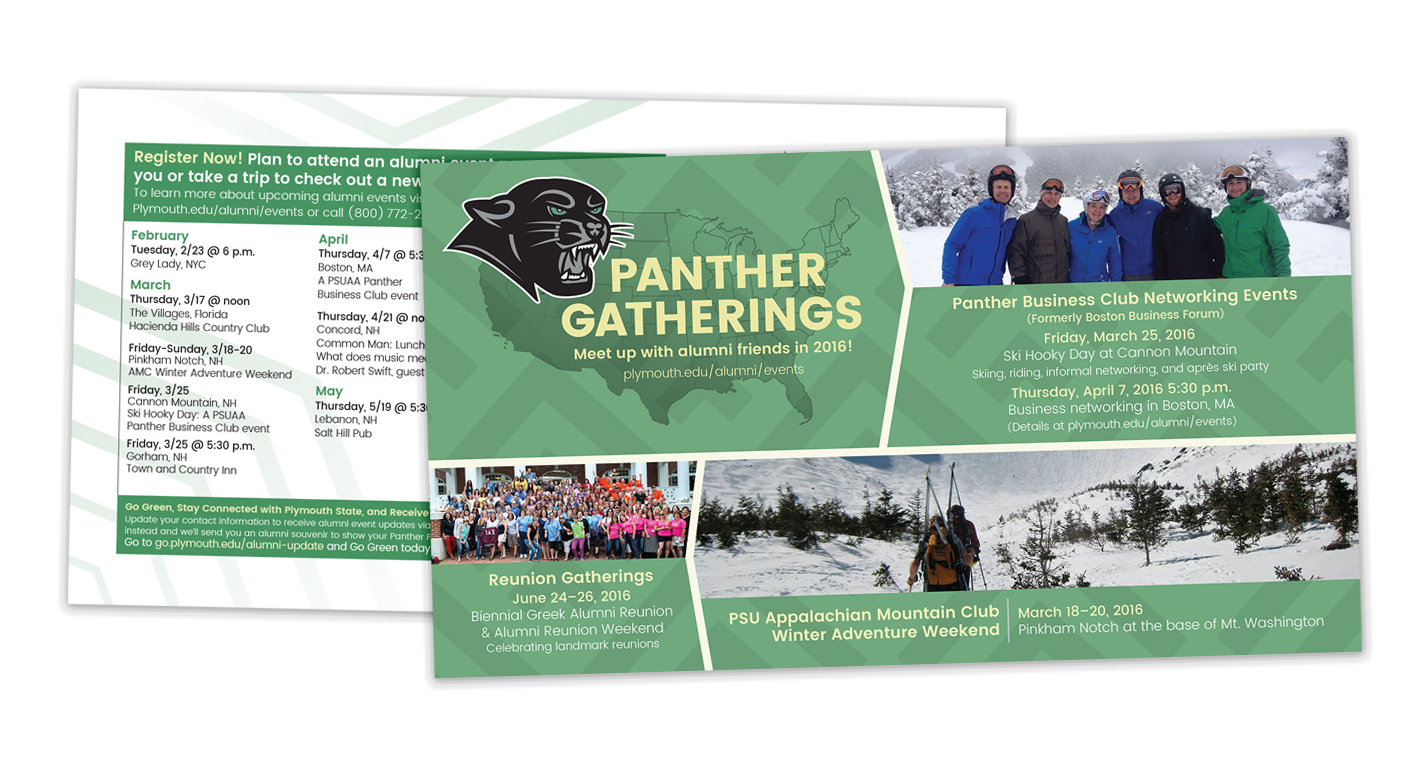 Register Now! Plan to attend an alumni event
you or take a trip to check out a new
To learn more about upcoming alumni events
Plymouth.edu/alumni/events or call (800) 772-2
February
Tuesday, 2/23 @ 6 p.m.
Grey Lady, NYC
March
Thursday, 3/17 @ noon
The Villages, Florida
Hacienda Hills Country Club
Friday-Sunday, 3/18-20
Pinkham Notch, NH
AMC Winter Adventure Weekend
Friday, 3/25
Cannon Mountain, NH
Ski Hooky Day: A PSUAA
Panther Business Club event
Friday, 3/25 @ 5:30 p.m.
Gorham, NH
Town and Country Inn
April
Thursday, 4/7 @ 5:3
Boston, MA
A PSUAA Panther
Business Club event
Thursday, 4/21 @ no
Concord, NH
Common Man: Lunch
What does music
Dr. Robert Swift, guest
May
Thursday, 5/19 @ 5:30
Lebanon, NH
Salt Hill Pub
Go Green, Stay Connected with Plymouth State, and Receive
Update your contact information to receive alumni event updates via
instead and we'll send you an alumni souvenir to show your Panther
Go to go.plymouth.edu/alumni-update and Go Green today
PANTHER
GATHERINGS
Meet up with alumni friends in 2016!
plymouth.edu/alumni/events
Panther Business Club Networking Events
(Formerly Boston Business Forum)
Friday, March 25, 2016
Ski Hooky Day at Cannon Mountain
Skiing, riding, informal networking, and après ski party
Thursday, April 7, 2016 5:30 p.m.
Business networking in Boston, MA
(Details at plymouth.edu/alumni/events)
Reunion Gatherings
June 24–26, 2016
Biennial Greek Alumni Reunion
& Alumni Reunion Weekend
Celebrating landmark reunions
PSU Appalachian Mountain Club
Winter Adventure Weekend
March 18–20, 2016
Pinkham Notch at the base of Mt. Washington